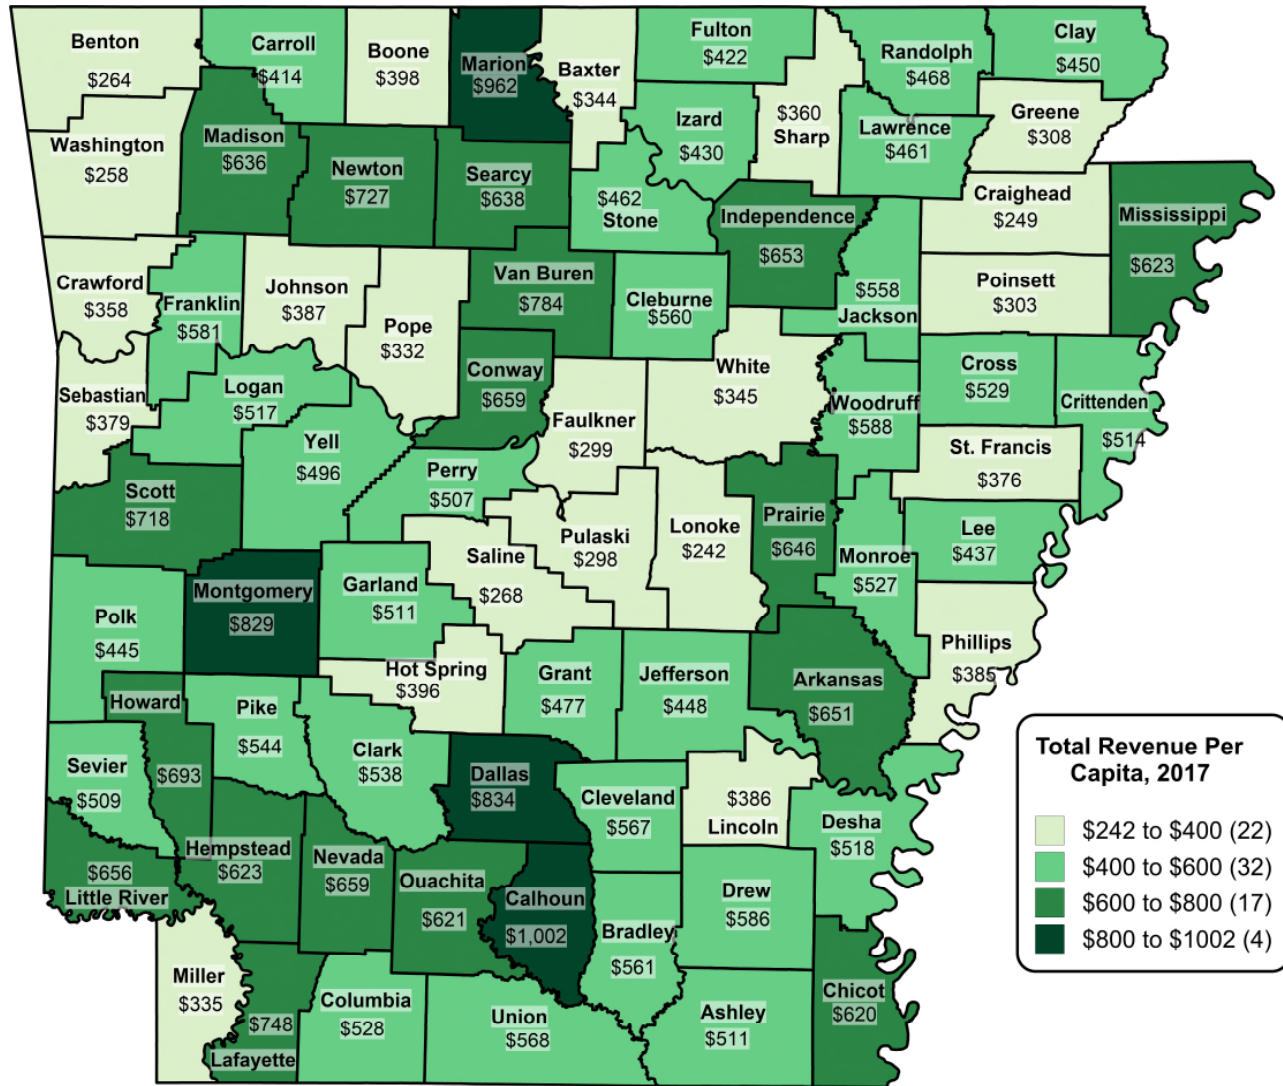 Benton
$264
Carroll
$414
Boone
$398
Marion
$962
Baxter
$344
Fulton
$422
Randolph
$468
Clay
$450
Washington
$258
Madison
$636
Newton
$727
Searcy
$638
Izard
$430
$360
Sharp
Lawrence
$461
Greene
$308
$462
Stone
Independence
$653
Craighead
$249
Mississippi
$623
Crawford
$358
Franklin
$581
Johnson
$387
Pope
$332
Van Buren
$784
Cleburne
$560
$558
Jackson
Poinsett
$303
Sebastian
$379
Logan
$517
Conway
$659
Faulkner
$299
White
$345
Woodruff
$588
Cross
$529
Crittenden
$514
Yell
$496
Perry
$507
St. Francis
$376
Scott
$718
Saline
$268
Pulaski
$298
Lonoke
$242
Prairie
$646
Monroe
$527
Lee
$437
Montgomery
$829
Garland
$511
Polk
$445
Hot Spring
$396
Grant
$477
Jefferson
$448
Arkansas
$651
Phillips
$385
Howard
$693
Pike
$544
Clark
$538
Dallas
$834
Cleveland
$567
$386
Lincoln
Desha
$518
Sevier
$509
$656
Little River
Hempstead
$623
Nevada
$659
Ouachita
$621
Calhoun
$1,002
Bradley
$561
Drew
$586
Miller
$335
$748
Lafayette
Columbia
$528
Union
$568
Ashley
$511
Chicot
$620
Total Revenue Per
Capita, 2017
$242 to $400 (22)
$400 to $600 (32)
$600 to $800 (17)
$800 to $1002 (4)